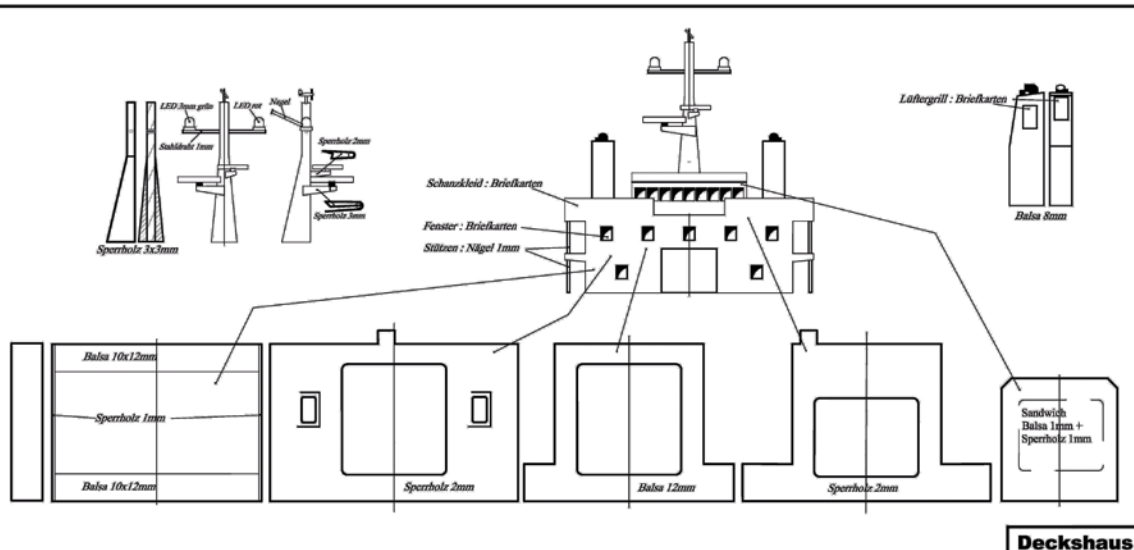 LED 3mm grün
LED rot
Nagel
Stahldraht 1mm
Sperrholz 2mm
Sperrholz 3mm
Sperrholz 3x3mm
Lüftergrill : Briefkarten
Balsa 8mm
Schanzkleid : Briefkarten
Fenster : Briefkarten
Stützen : Nägel 1mm
Balsa 10x12mm
Sperrholz 1mm
Balsa 10x12mm
Sperrholz 2mm
Balsa 12mm
Sperrholz 2mm
Sandwich
Balsa 1mm +
Sperrholz 1mm
Deckshaus